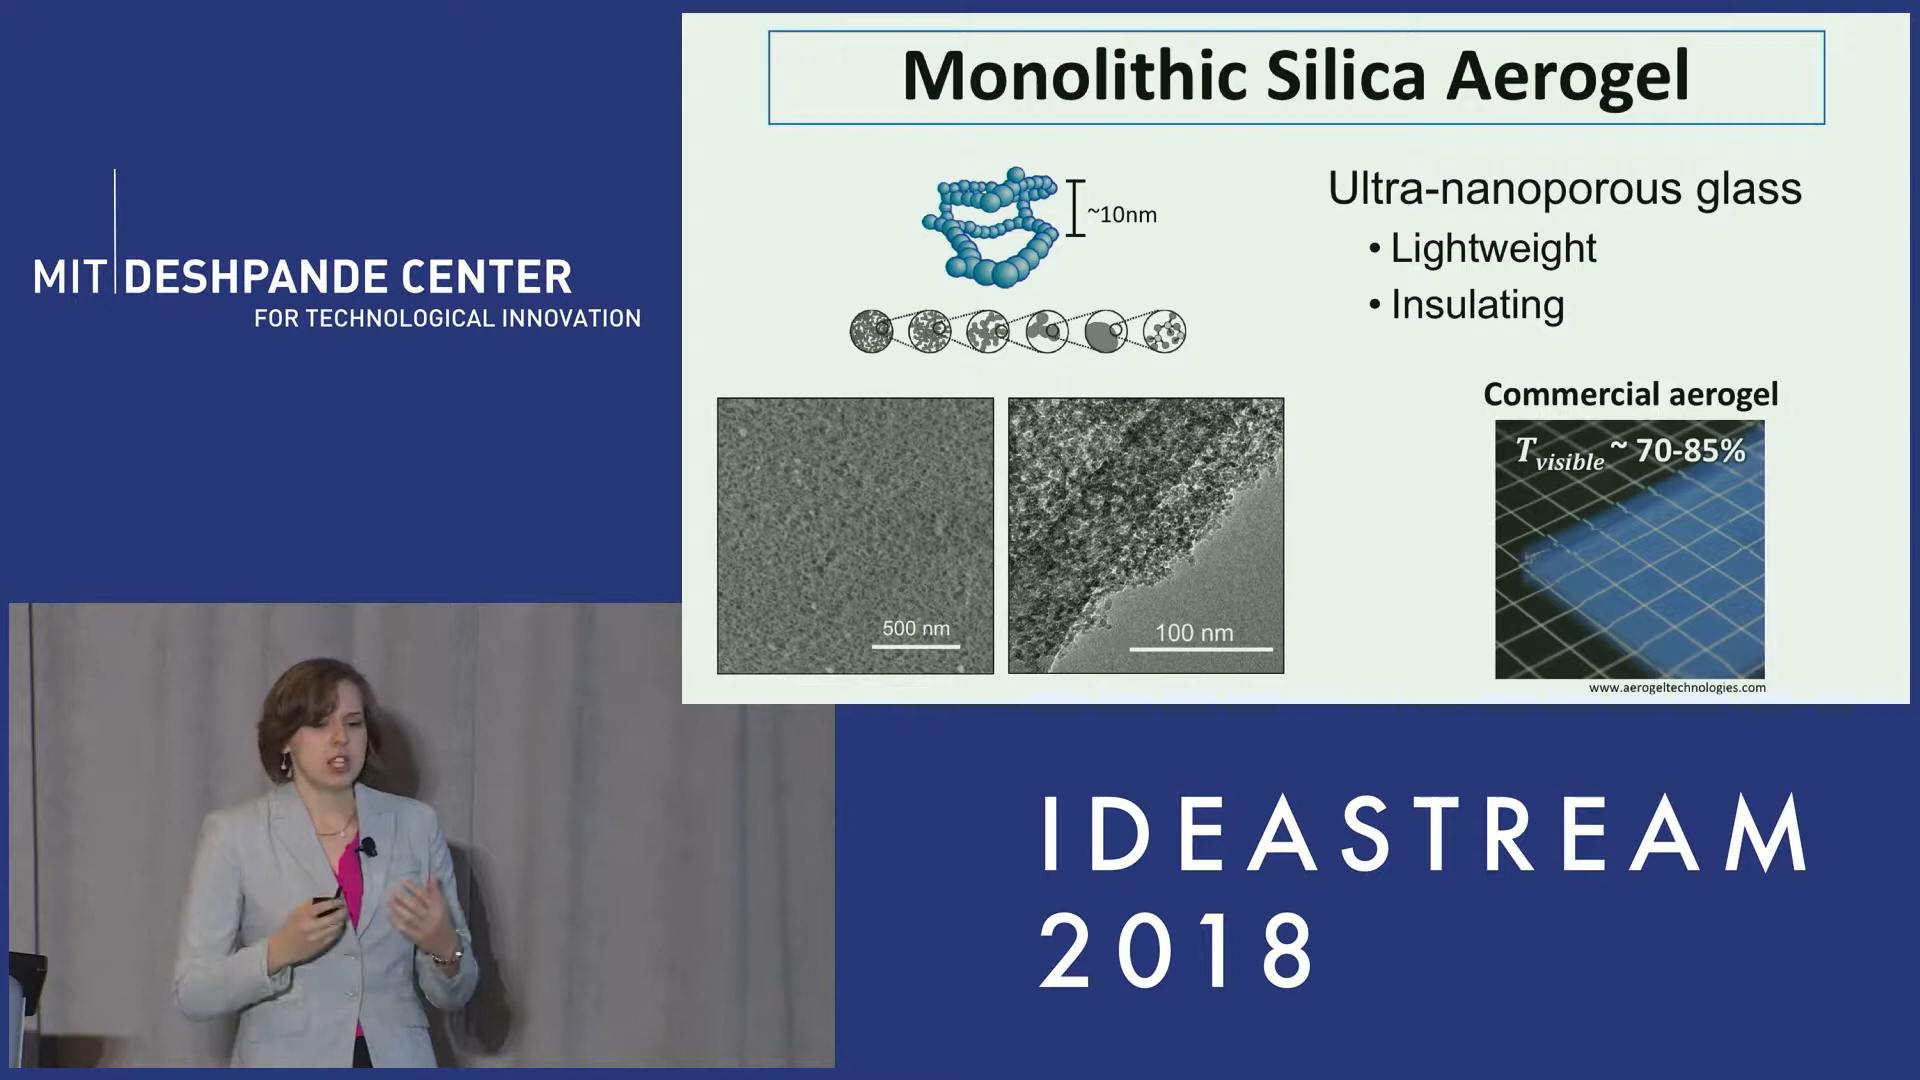 MIT DESHPANDE CENTER
FOR TECHNOLOGICAL INNOVATION
Monolithic Silica Aerogel
~10nm
Ultra-nanoporous glass
• Lightweight
• Insulating
500 nm
100 nm
Commercial aerogel
Tvisible ~ 70-85%
www.aerogeltechnologies.com
IDEASTREAM
2018